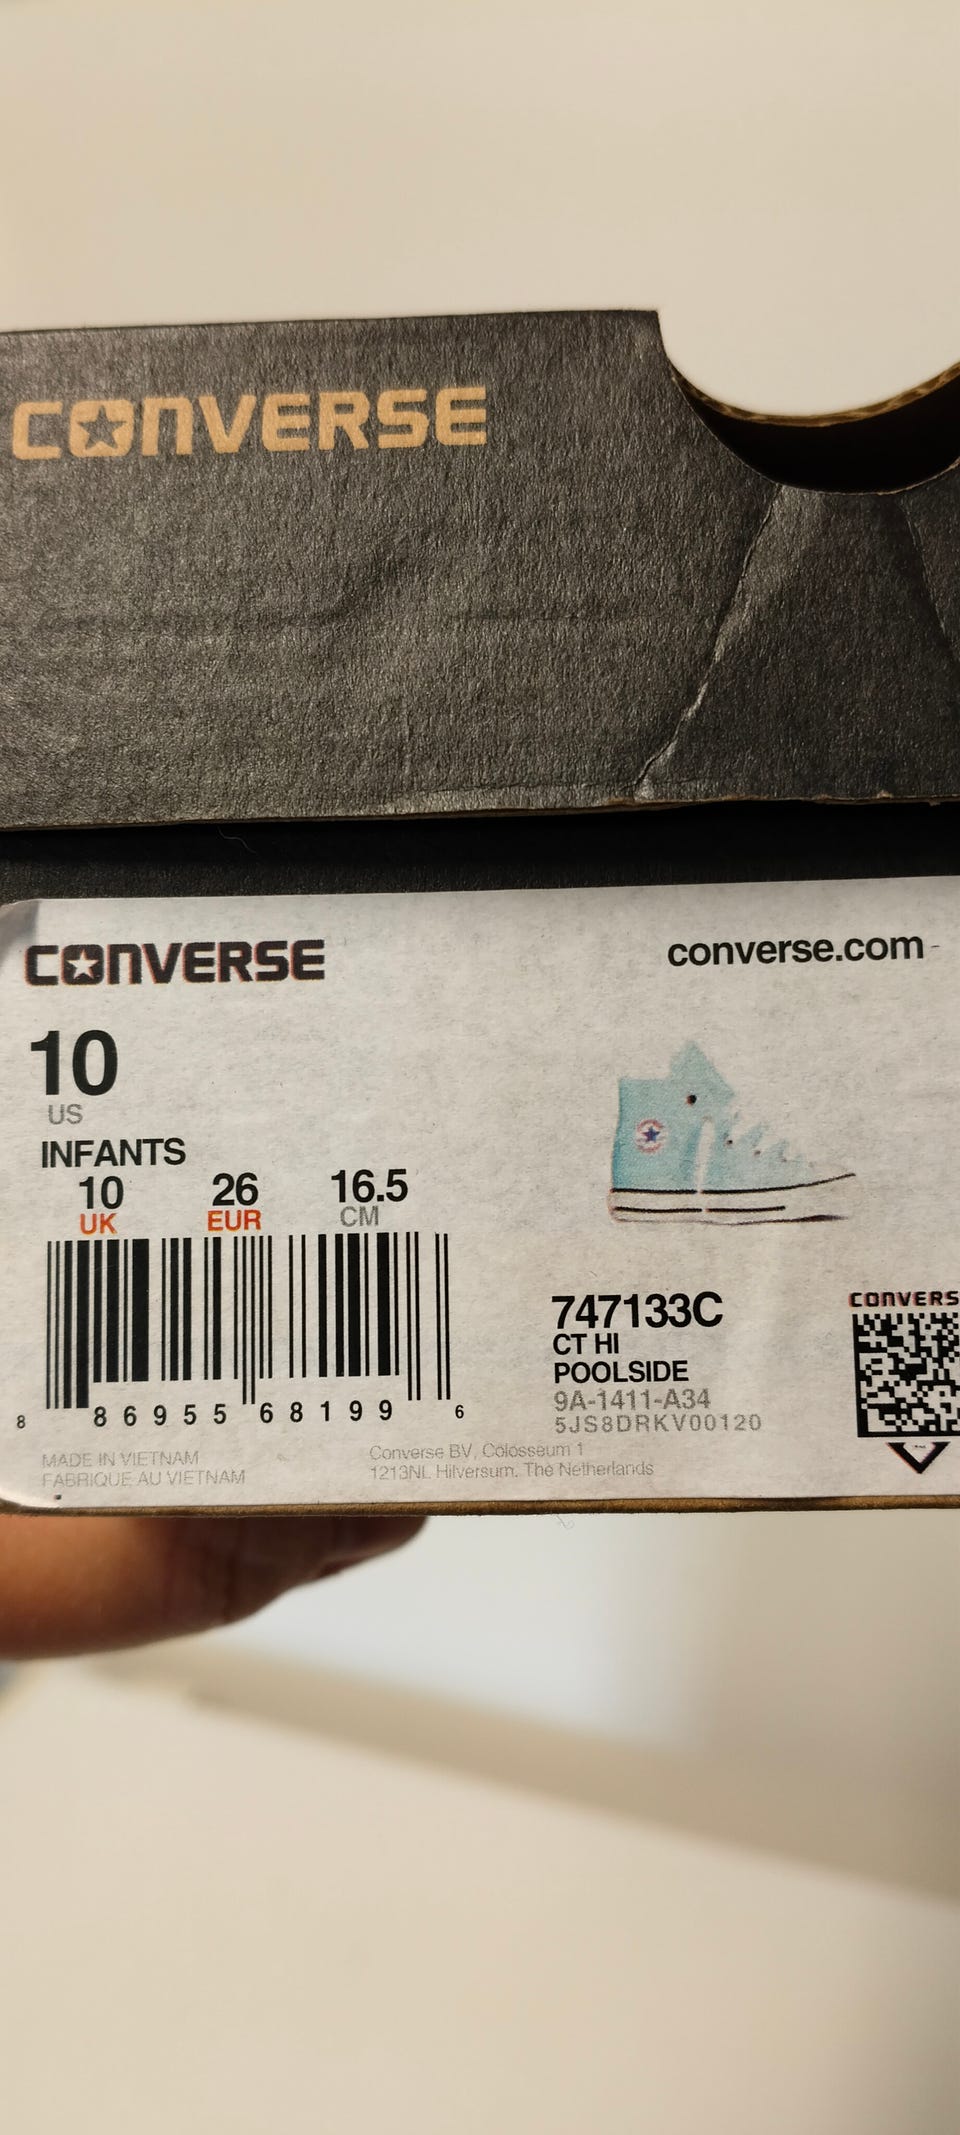 CONVERSE
CONVERSE
converse.com
10
US
INFANTS
10 26 16.5
UK EUR CM
8 86955 68199 6
MADE IN VIETNAM
FABRIQUE AU VIETNAM
Converse BV, Colosseum 1
1213NL Hilversum, The Netherlands
747133C
CT HI
POOLSIDE
9A-1411-A34
5JS8DRKV00120
CONVERS